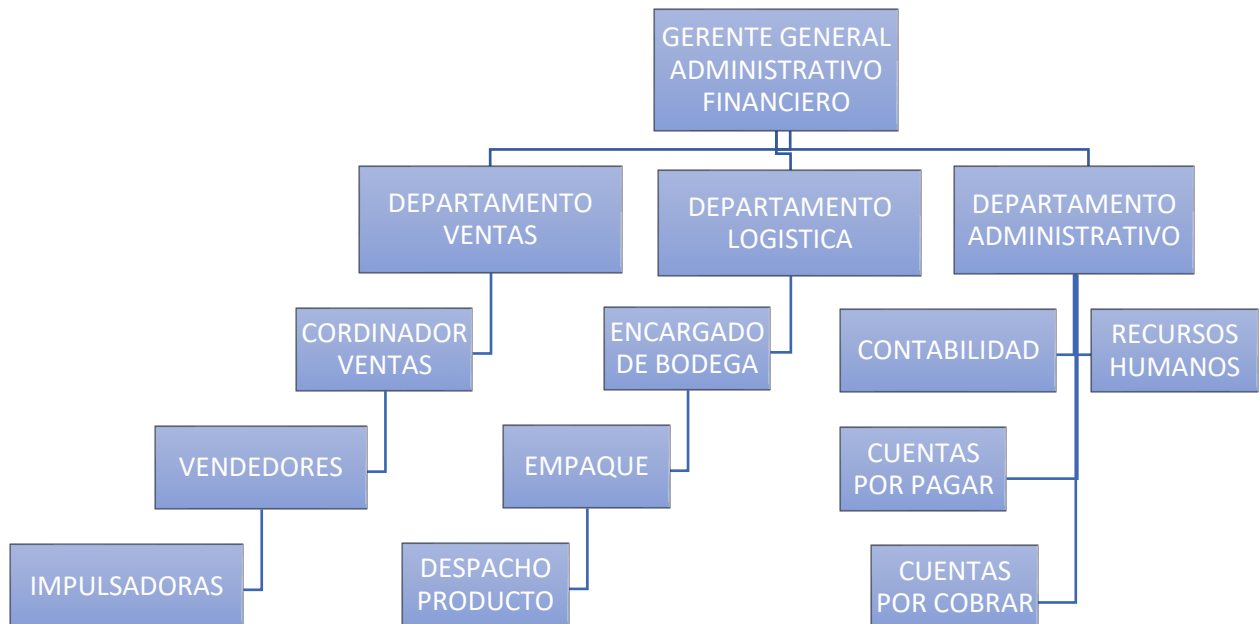 GERENTE GENERAL
ADMINISTRATIVO
FINANCIERO
DEPARTAMENTO
VENTAS
DEPARTAMENTO
LOGISTICA
DEPARTAMENTO
ADMINISTRATIVO
CORDINADOR
VENTAS
ENCARGADO
DE BODEGA
CONTABILIDAD
RECURSOS
HUMANOS
VENDEDORES
EMPAQUE
CUENTAS
POR PAGAR
IMPULSADORAS
DESPACHO
PRODUCTO
CUENTAS
POR COBRAR